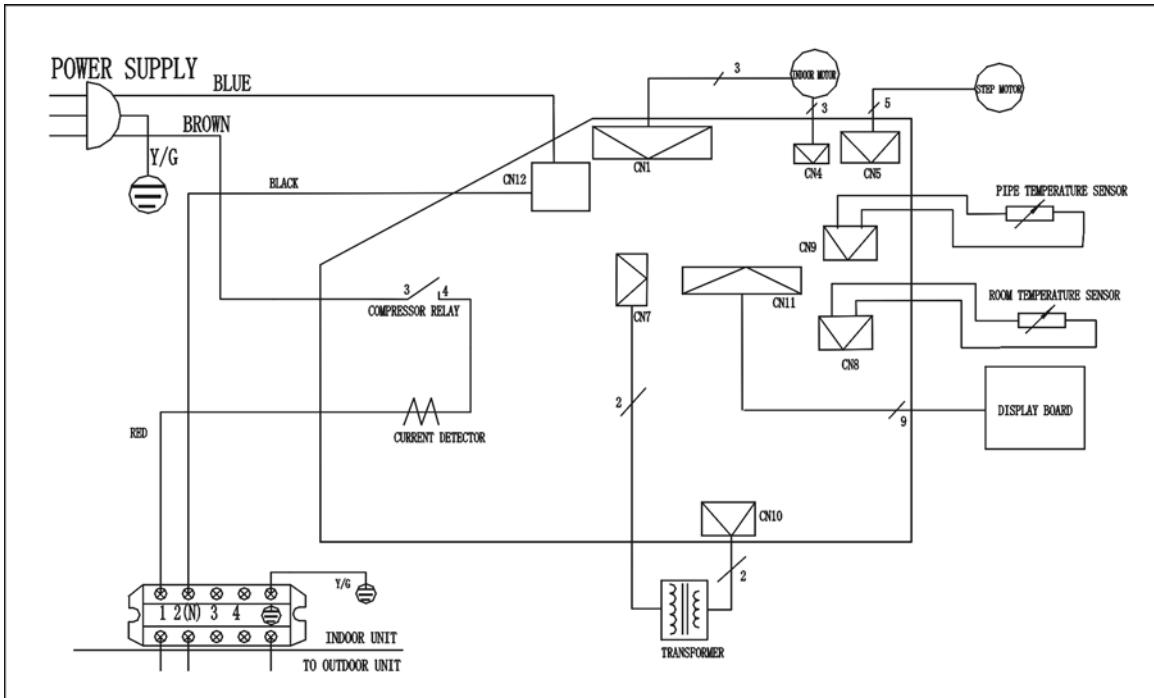 POWER SUPPLY
BLUE
BROWN
Y/G
BLACK
CN12
3
INDOOR MOTOR
3
CN1
CN4
5
STEP MOTOR
CN5
PIPE TEMPERATURE SENSOR
CN9
ROOM TEMPERATURE SENSOR
CN8
CN7
CN11
3 4
COMPRESSOR RELAY
2
9
DISPLAY BOARD
RED
CURRENT DETECTOR
CN10
2
TRANSFORMER
Y/G
1 2(N) 3 4
INDOOR UNIT
TO OUTDOOR UNIT